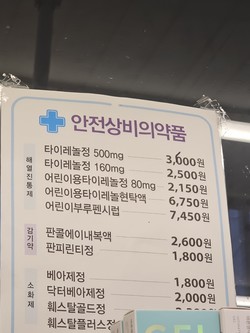 안전상비의약품
해열진통제
타이레놀정 500mg 3,000원
타이레놀정 160mg 2,500원
어린이용타이레놀정 80mg 2,150원
어린이용타이레놀현탁액 6,750원
어린이부루펜시럽 7,450원
감기약
판콜에이내복액 2,600원
판피린티정 1,800원
소화제
베아제정 1,800원
닥터베아제정 2,000원
훼스탈골드정
훼스탈플러스정